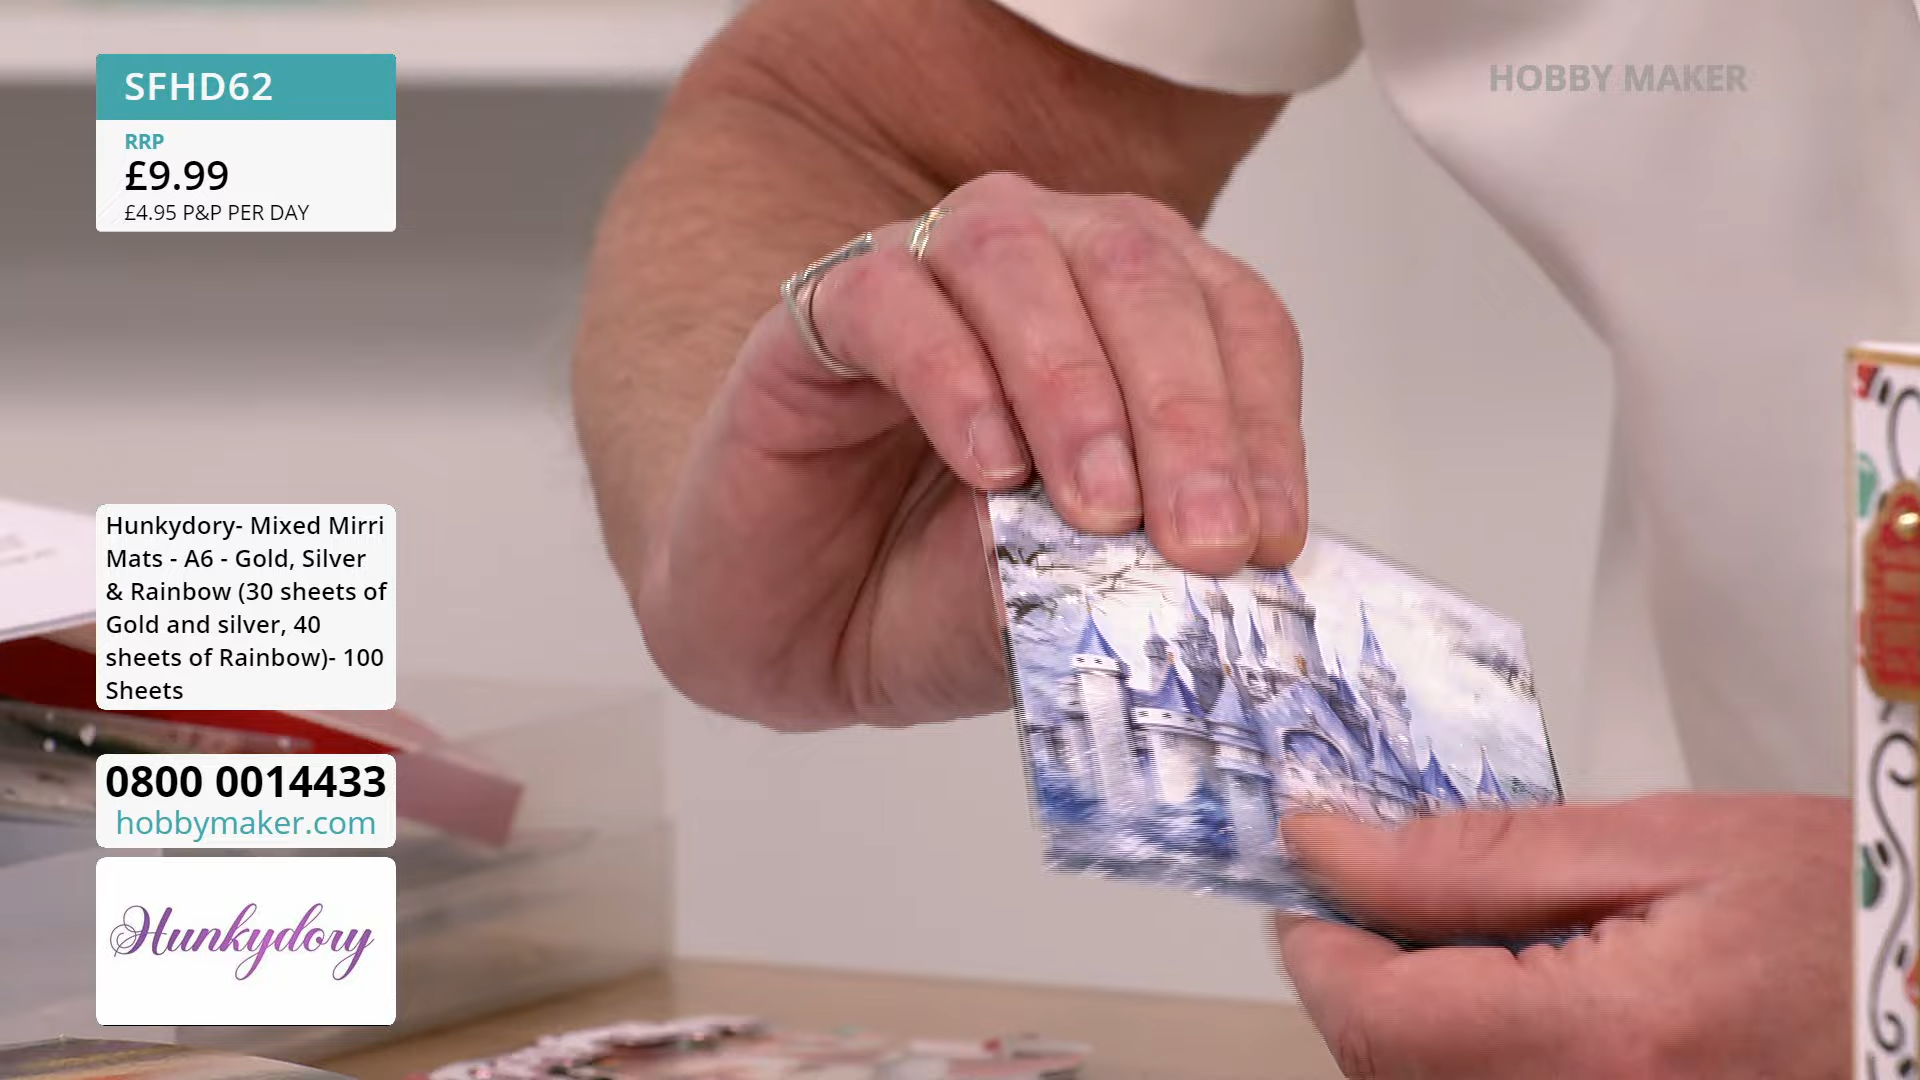 SFHD62
RRP
£9.99
£4.95 P&P PER DAY
HOBBY MAKER
Hunkydory- Mixed Mirri
Mats - A6 - Gold, Silver
& Rainbow (30 sheets of
Gold and silver, 40
sheets of Rainbow)- 100
Sheets
0800 0014433
hobbymaker.com
Hunkydory